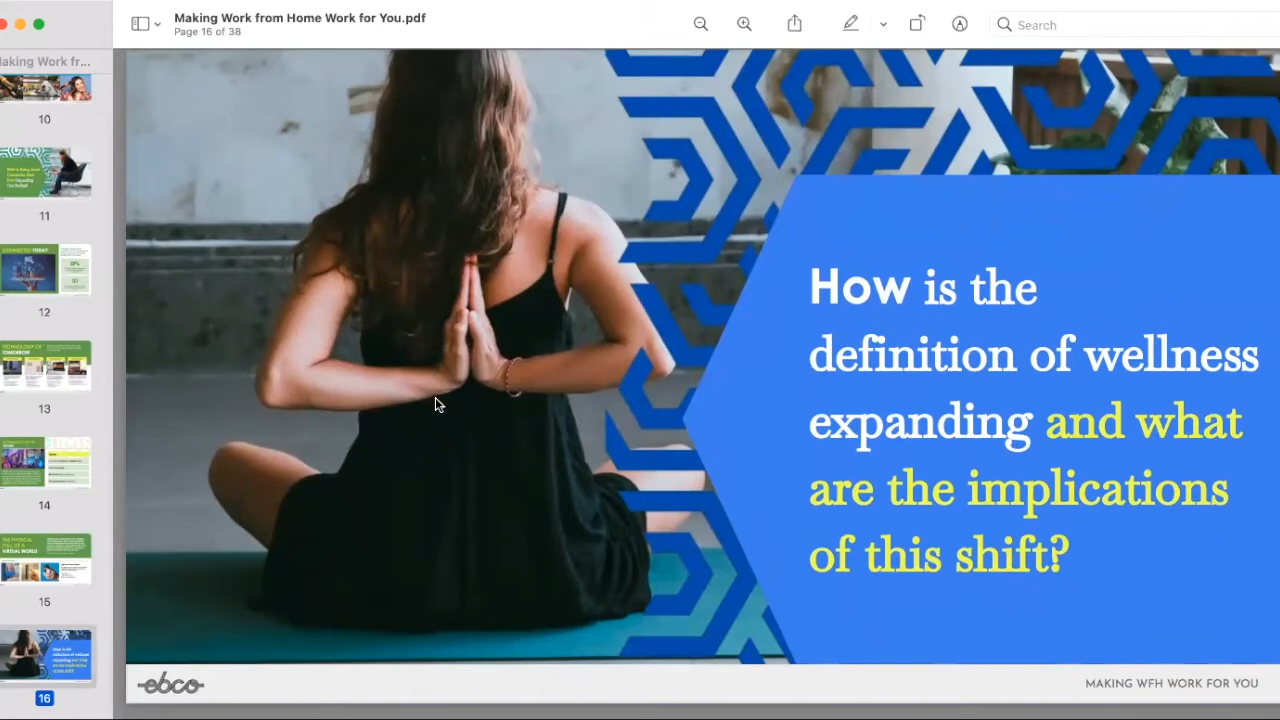 Making Work from Home Work for You.pdf
Page 16 of 38
Search
Making Work fr...
10
11
12
13
14
15
16
How is the
definition of wellness
expanding and what
are the implications
of this shift?
ebco
MAKING WFH WORK FOR YOU